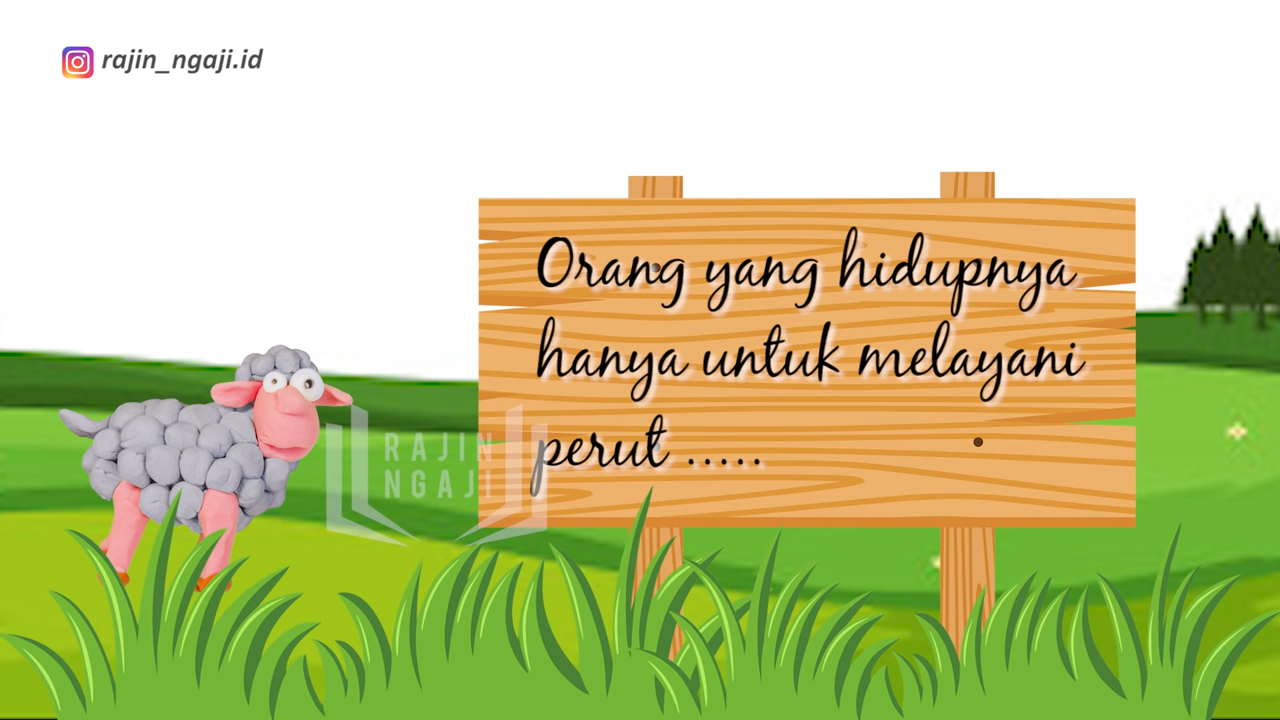 rajin_ngaji.id
Orang yang hidupnya
hanya untuk melayani
perut .....
RAJIN
NGAJI